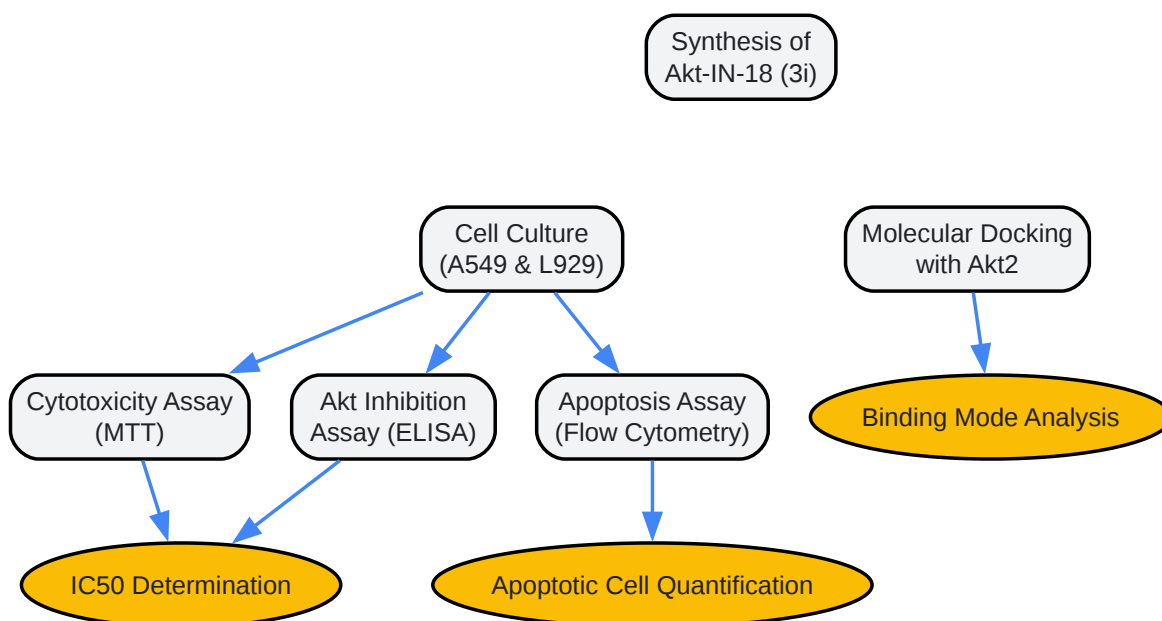 Synthesis of
Akt-IN-18 (3i)
Cell Culture
(A549 & L929)
Molecular Docking
with Akt2
Cytotoxicity Assay
(MTT)
Akt Inhibition
Assay (ELISA)
Apoptosis Assay
(Flow Cytometry)
Binding Mode Analysis
IC50 Determination
Apoptotic Cell Quantification